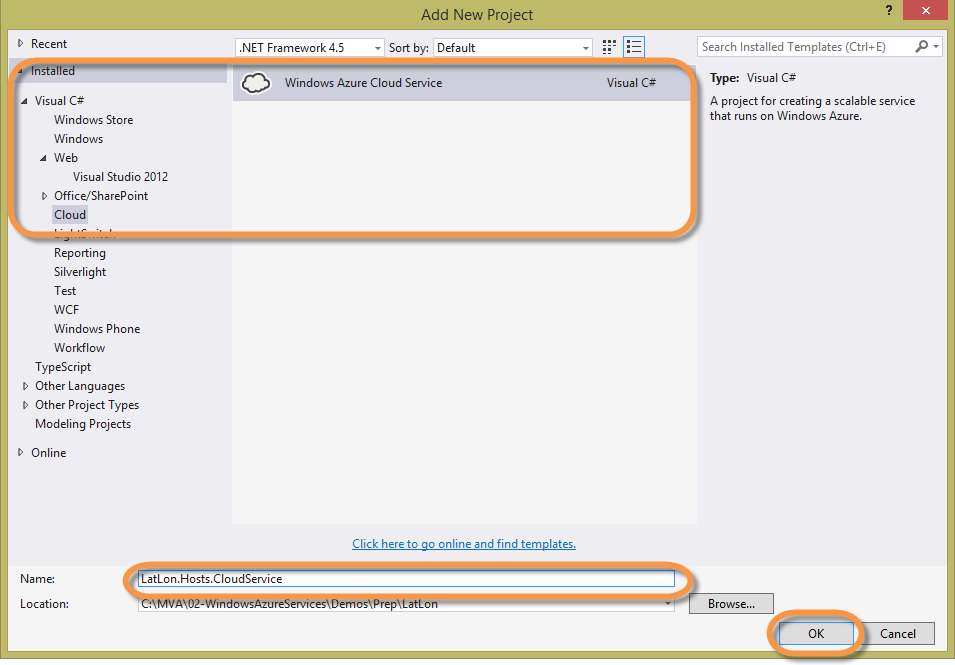 Add New Project
?
Recent
.NET Framework 4.5
Sort by:
Default
Search Installed Templates (Ctrl+E)
Installed
Windows Azure Cloud Service
Visual C#
Type: Visual C#
A project for creating a scalable service
that runs on Windows Azure.
Visual C#
Windows Store
Windows
Web
Visual Studio 2012
Office/SharePoint
Cloud
LightSwitch
Reporting
Silverlight
Test
WCF
Windows Phone
Workflow
TypeScript
Other Languages
Other Project Types
Modeling Projects
Online
Click here to go online and find templates.
Name:
LatLon.Hosts.CloudService
Location:
C:\MVA\02-WindowsAzureServices\Demos\Prep\LatLon
Browse...
OK
Cancel